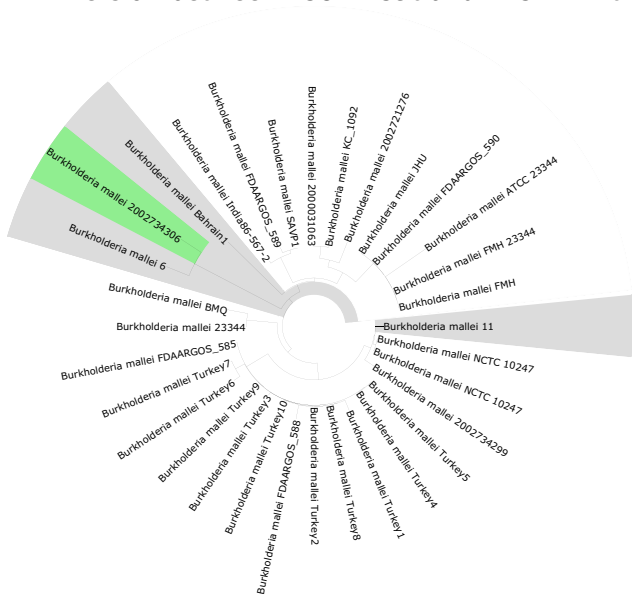 Burkholderia mallei 11
Burkholderia mallei FMH
Burkholderia mallei FMH 23344
Burkholderia mallei ATCC 23344
Burkholderia mallei FDAARGOS_590
Burkholderia mallei JHU
Burkholderia mallei 2002721276
Burkholderia mallei KC_1092
Burkholderia mallei 2000031063
Burkholderia mallei SAVP1
Burkholderia mallei FDAARGOS_589
Burkholderia mallei India86-567-2
Burkholderia mallei Bahrain1
Burkholderia mallei 2002734306
Burkholderia mallei 6
Burkholderia mallei BMQ
Burkholderia mallei 23344
Burkholderia mallei FDAARGOS_585
Burkholderia mallei Turkey7
Burkholderia mallei Turkey6
Burkholderia mallei Turkey9
Burkholderia mallei Turkey3
Burkholderia mallei Turkey10
Burkholderia mallei FDAARGOS_588
Burkholderia mallei Turkey2
Burkholderia mallei Turkey8
Burkholderia mallei Turkey1
Burkholderia mallei Turkey4
Burkholderia mallei Turkey5
Burkholderia mallei 2002734299
Burkholderia mallei NCTC 10247
Burkholderia mallei NCTC 10247